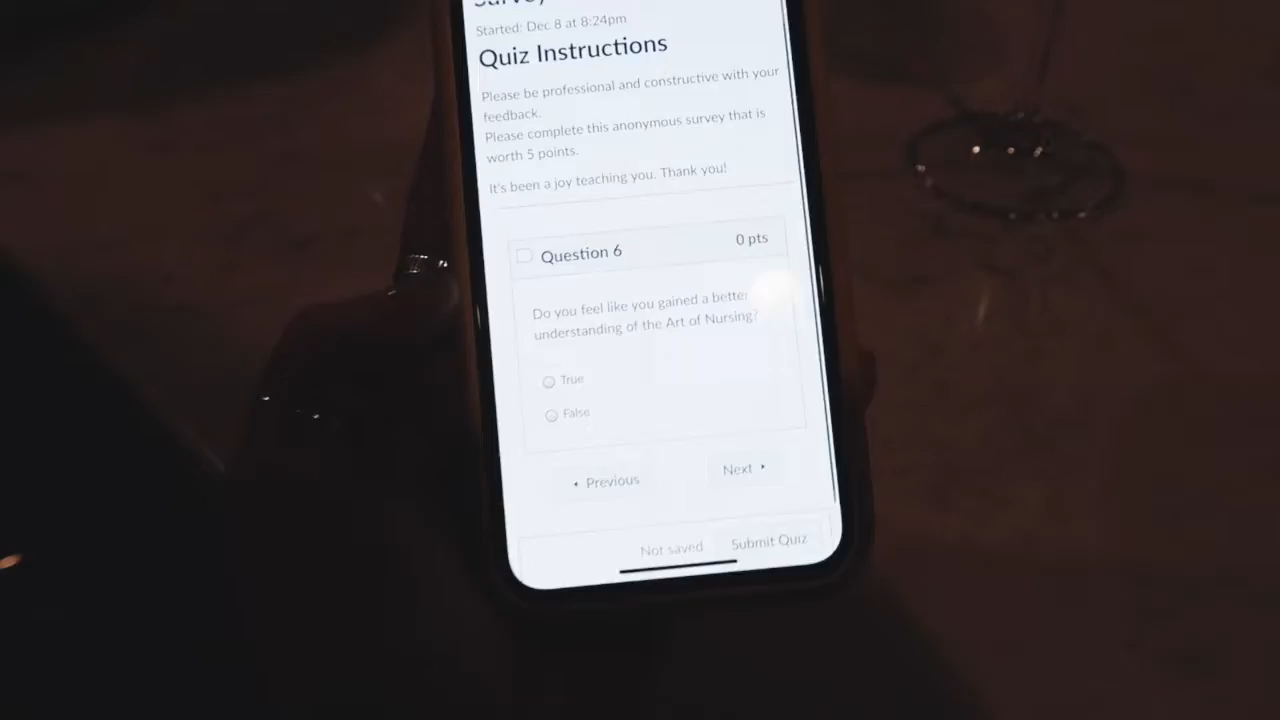 Survey
Started: Dec 8 at 8:24pm
Quiz Instructions
Please be professional and constructive with your
feedback.
Please complete this anonymous survey that is
worth 5 points.
It's been a joy teaching you. Thank you!
Question 6 0 pts
Do you feel like you gained a better
understanding of the Art of Nursing?
True
False
Previous Next
Not saved Submit Quiz